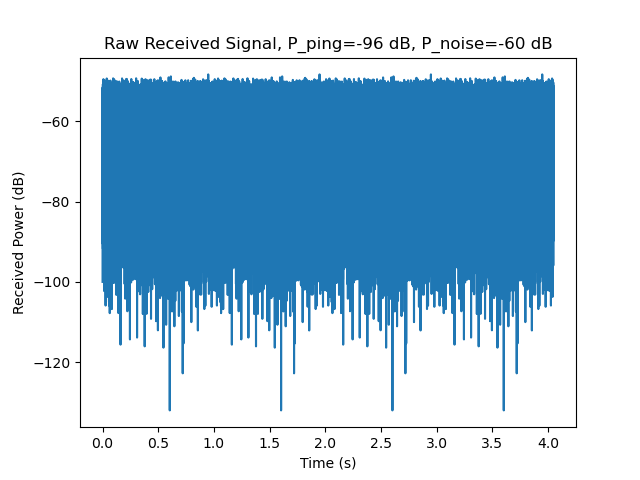 Raw Received Signal, P_ping=-96 dB, P_noise=-60 dB
Received Power (dB)
−60
−80
−100
−120
0.0 0.5 1.0 1.5 2.0 2.5 3.0 3.5 4.0
Time (s)